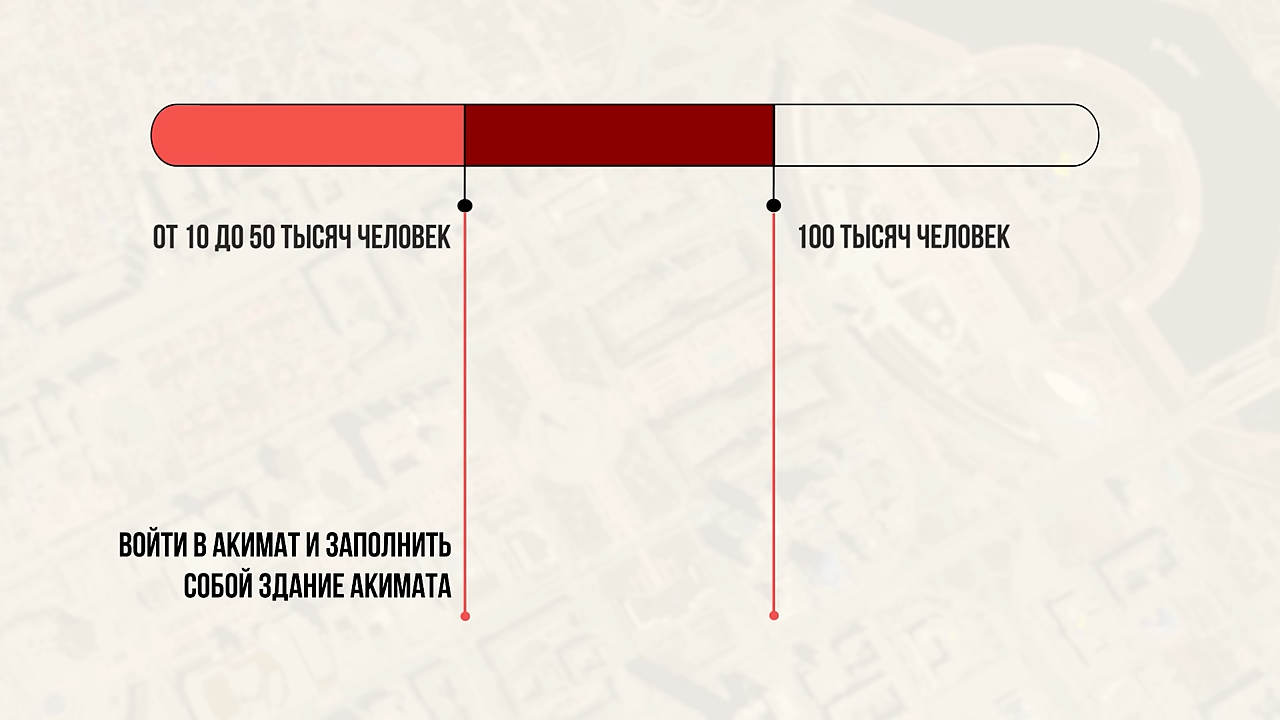 ОТ 10 ДО 50 ТЫСЯЧ ЧЕЛОВЕК
100 ТЫСЯЧ ЧЕЛОВЕК
ВОЙТИ В АКИМАТ И ЗАПОЛНИТЬ
СОБОЙ ЗДАНИЕ АКИМАТА